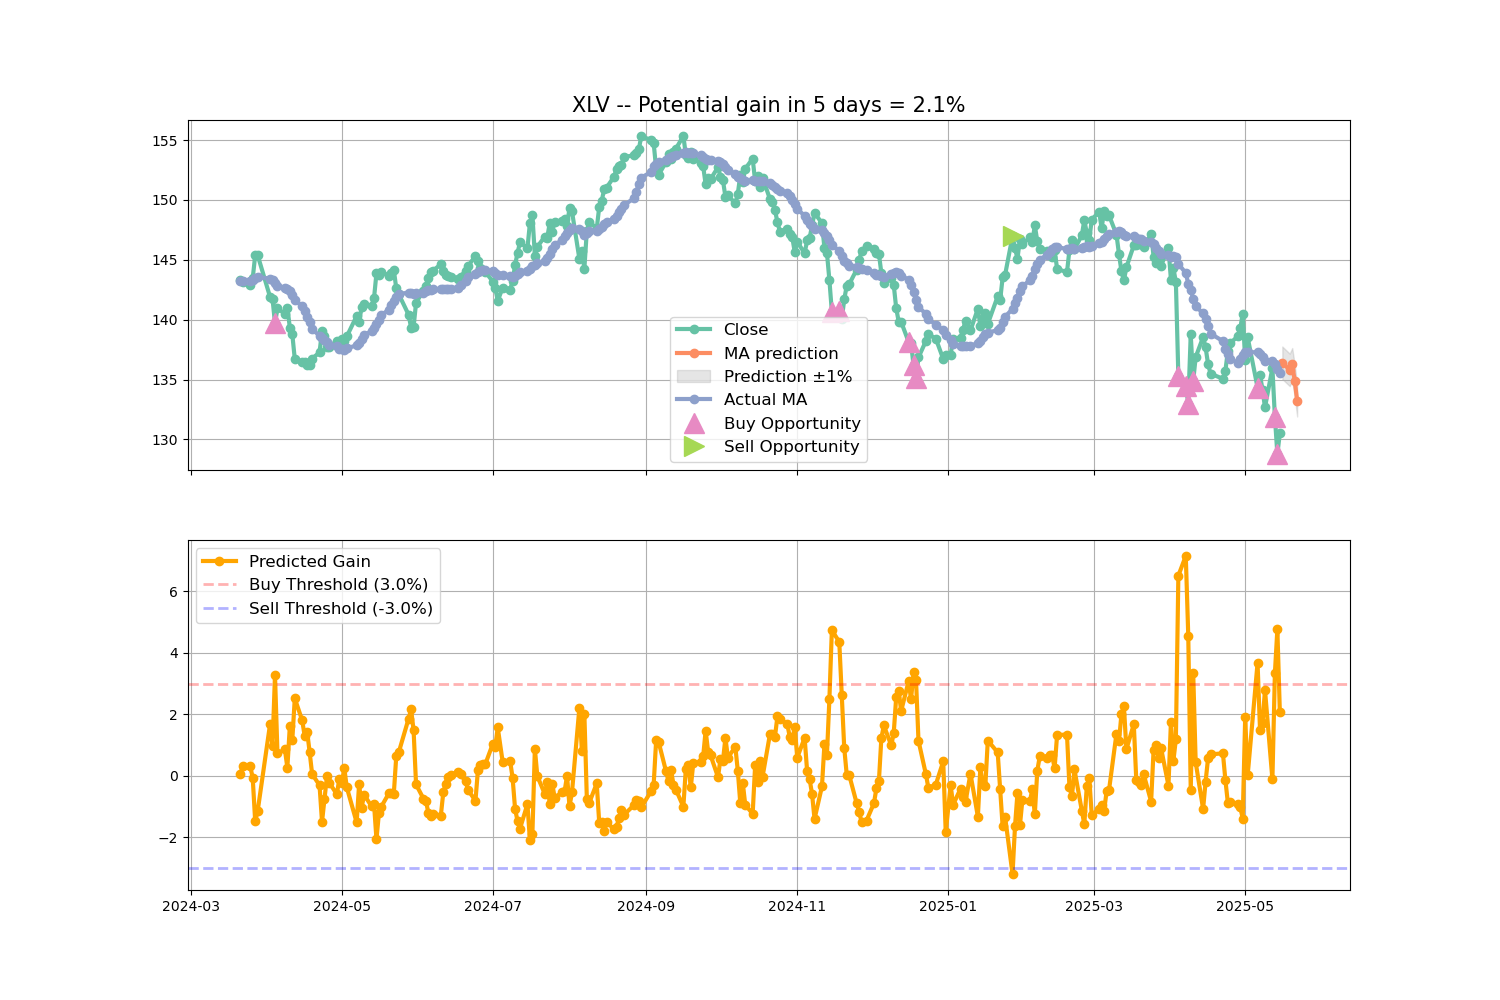 XLV -- Potential gain in 5 days = 2.1%
155
150
145
140
135
130
Close
MA prediction
Prediction ±1%
Actual MA
Buy Opportunity
Sell Opportunity
Predicted Gain
Buy Threshold (3.0%)
Sell Threshold (-3.0%)
6
4
2
0
−2
2024-03
2024-05
2024-07
2024-09
2024-11
2025-01
2025-03
2025-05